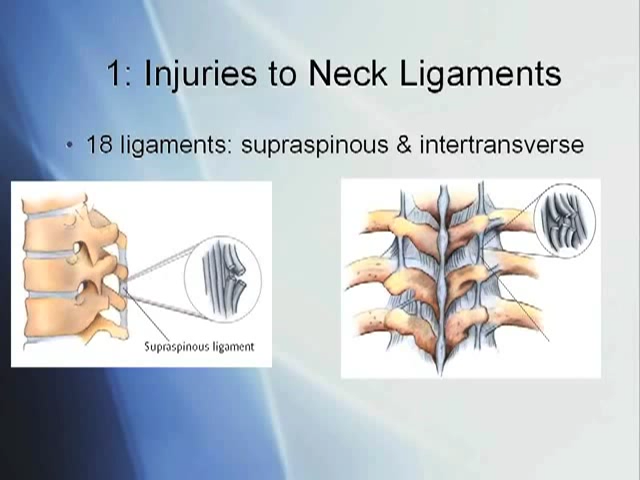 1: Injuries to Neck Ligaments
• 18 ligaments: supraspinous & intertransverse
Supraspinous ligament